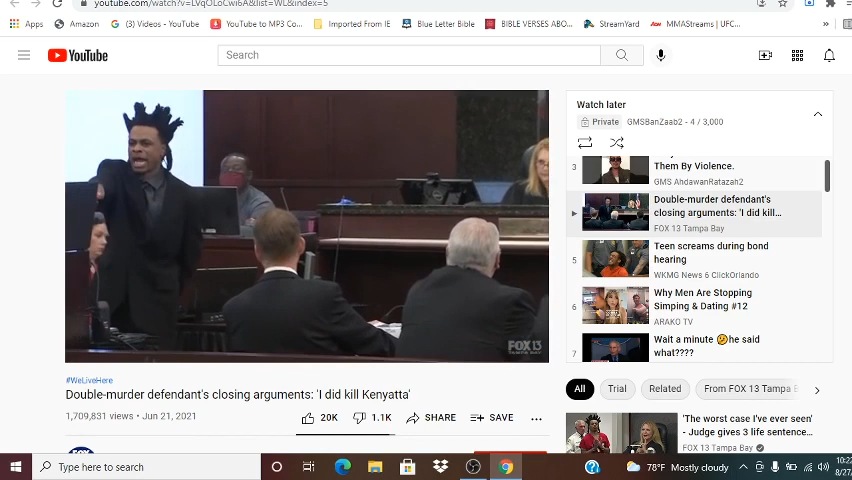 youtube.com/watch?v=LVqOLoCwi6A&list=WL&index=5
Apps
Amazon
(3) Videos - YouTube
YouTube to MP3 Co...
Imported From IE
Blue Letter Bible
BIBLE VERSES ABO...
StreamYard
MMAStreams | UFC...
YouTube
Search
Watch later
Private GMSBanZaab2 - 4 / 3,000
3
Them By Violence.
GMS AhdawanRatazah2
Double-murder defendant's
closing arguments: 'I did kill...
FOX 13 Tampa Bay
5
Teen screams during bond
hearing
WKMG News 6 ClickOrlando
6
Why Men Are Stopping
Simping & Dating #12
ARAKO TV
7
Wait a minute 🤔he said
what????
FOX 13
TAMPA BAY
#WeLiveHere
Double-murder defendant's closing arguments: 'I did kill Kenyatta'
1,709,831 views • Jun 21, 2021
20K
1.1K
SHARE
SAVE
All
Trial
Related
From FOX 13 Tampa B
'The worst case I've ever seen'
- Judge gives 3 life sentence...
FOX 13 Tampa Bay
Type here to search
78°F Mostly cloudy
10:2
8/27/